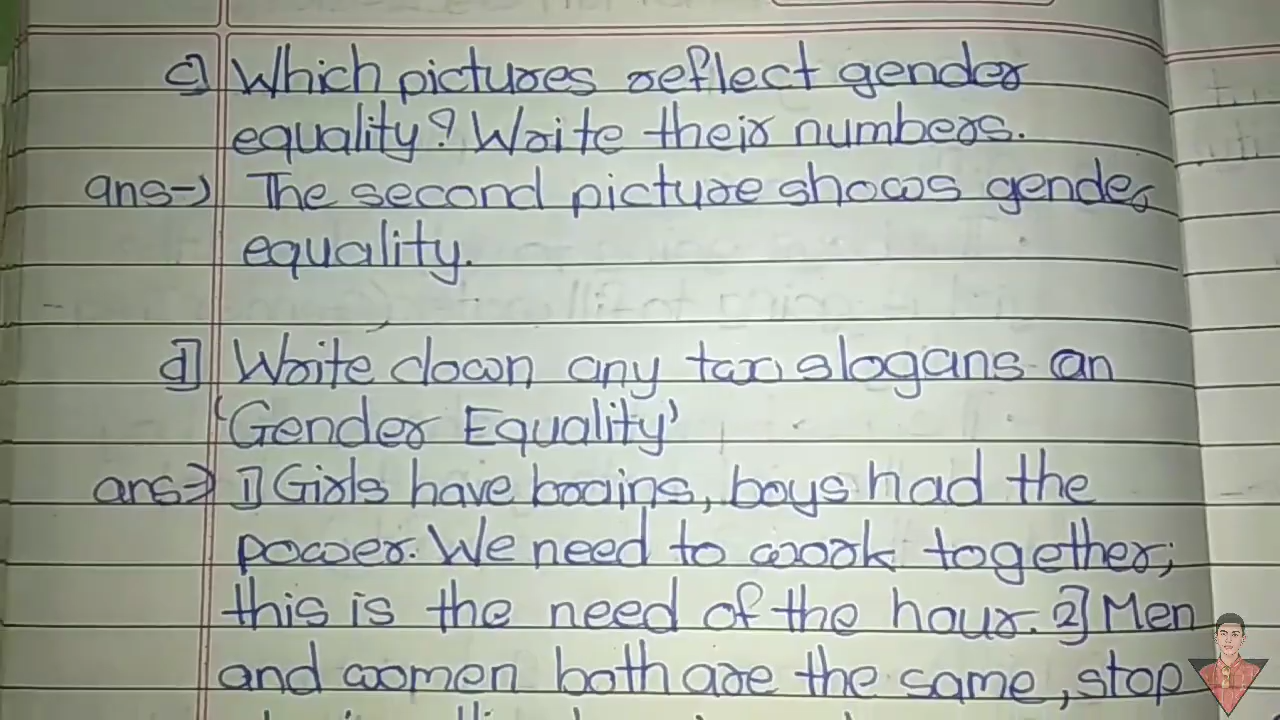 c] Which pictures reflect gender
equality? Write their numbers.
ans→ The second picture shows gender
equality.
d] Write down any two slogans on
'Gender Equality'
ans⇒ 1] Girls have brains, boys had the
power. We need to work together;
this is the need of the hour. 2] Men
and women both are the same, stop